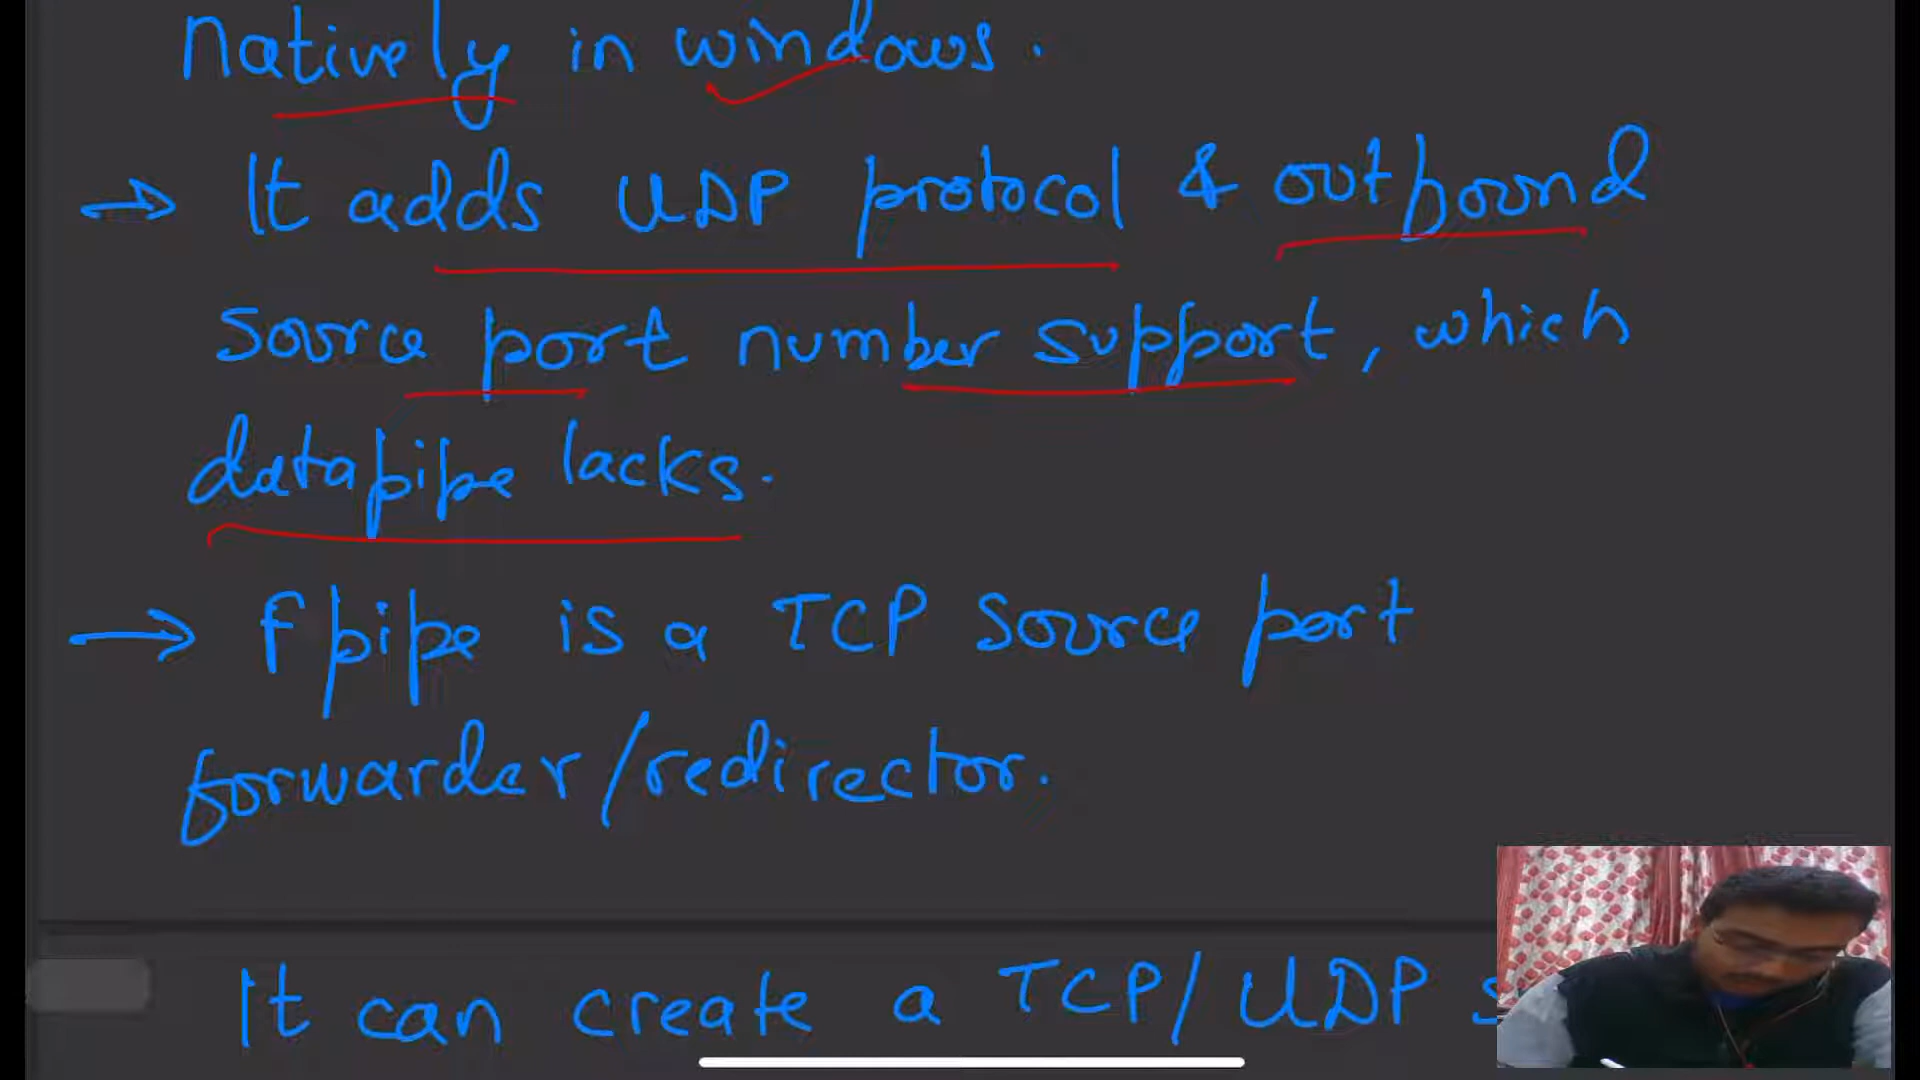 Natively in windows.
→ It adds UDP protocol & outbound
source port number support, which
datapipe lacks.
→ fpipe is a TCP source port
forwarder/redirector.
It can create a TCP/UDP s